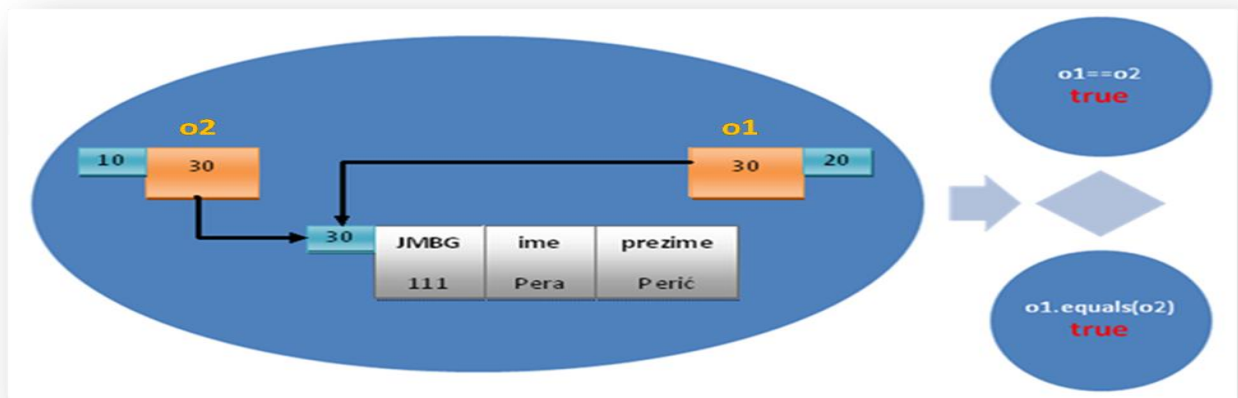 o2
o1
10
30
30
20
30
JMBG
ime
prezime
111
Pera
Perić
o1==o2
true
o1.equals(o2)
true